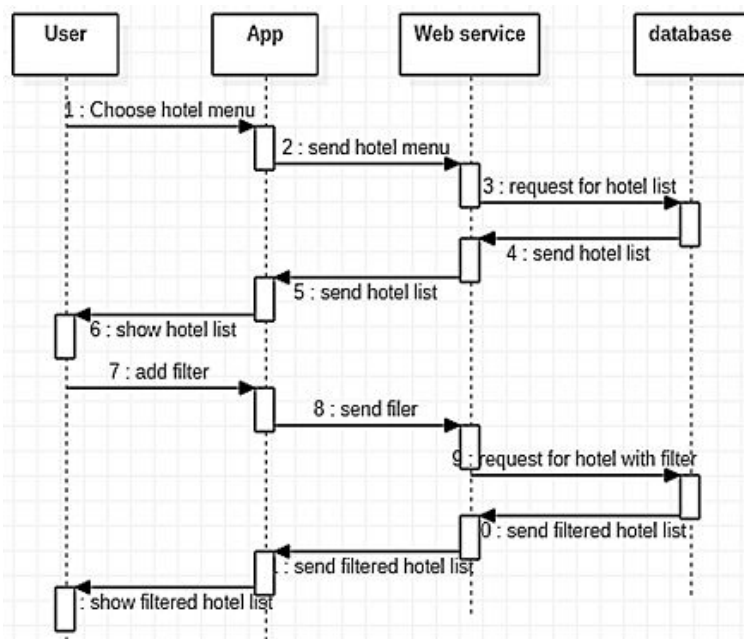 User
App
Web service
database
1 : Choose hotel menu
2 : send hotel menu
3 : request for hotel list
4 : send hotel list
5 : send hotel list
6 : show hotel list
7 : add filter
8 : send filer
9 : request for hotel with filter
0 : send filtered hotel list
: send filtered hotel list
: show filtered hotel list